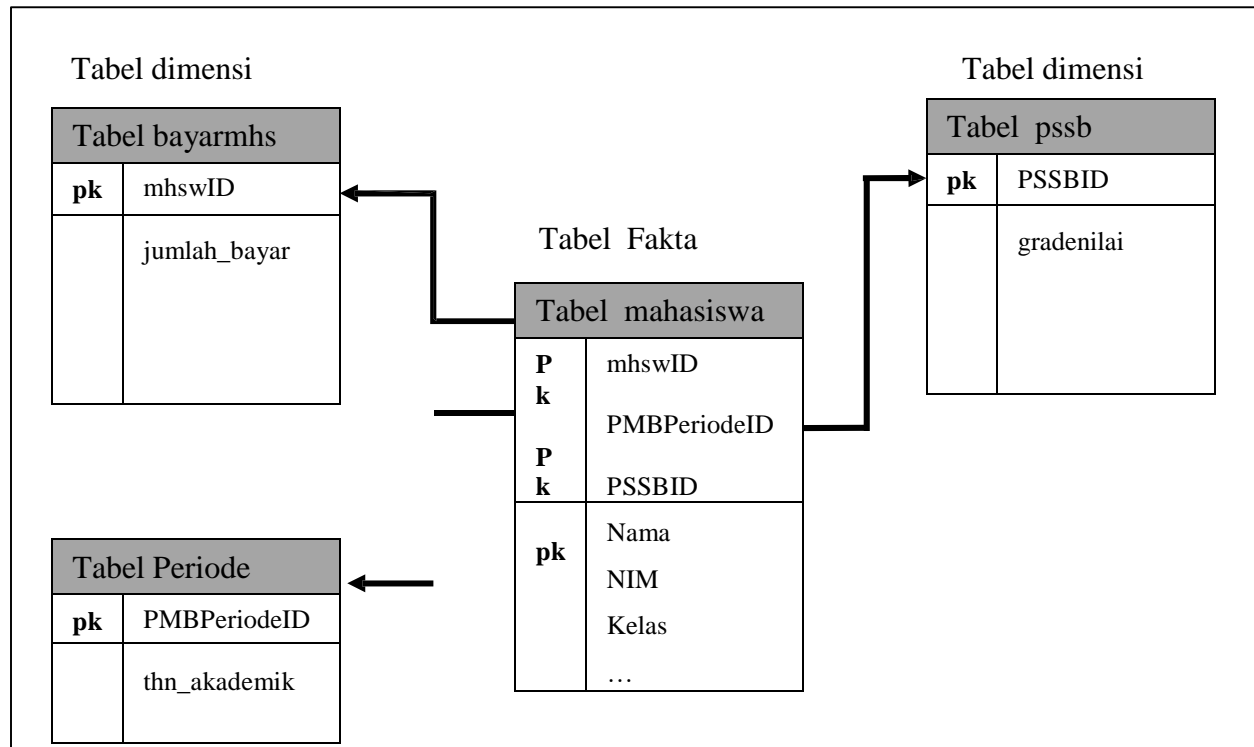 Tabel dimensi
Tabel bayarmhs
pk mhswID
jumlah_bayar
Tabel dimensi
Tabel pssb
pk PSSBID
gradenilai
Tabel Fakta
Tabel mahasiswa
P
k
mhswID
PMBPeriodeID
P
k
PSSBID
pk
Nama
NIM
Kelas
…
Tabel Periode
pk PMBPeriodeID
thn_akademik